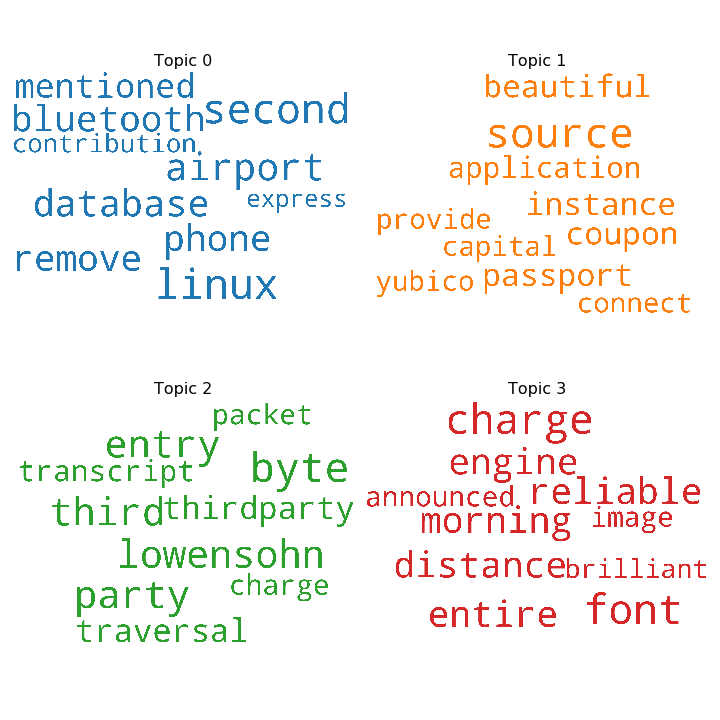 Topic 0
mentioned
second
bluetooth
contribution
airport
express
database
phone
remove
linux
Topic 1
beautiful
source
application
instance
provide
coupon
capital
passport
yubico
connect
Topic 2
packet
entry
byte
transcript
third
thirdparty
lowensohn
charge
party
traversal
Topic 3
charge
engine
reliable
announced
morning
image
distance
brilliant
entire
font